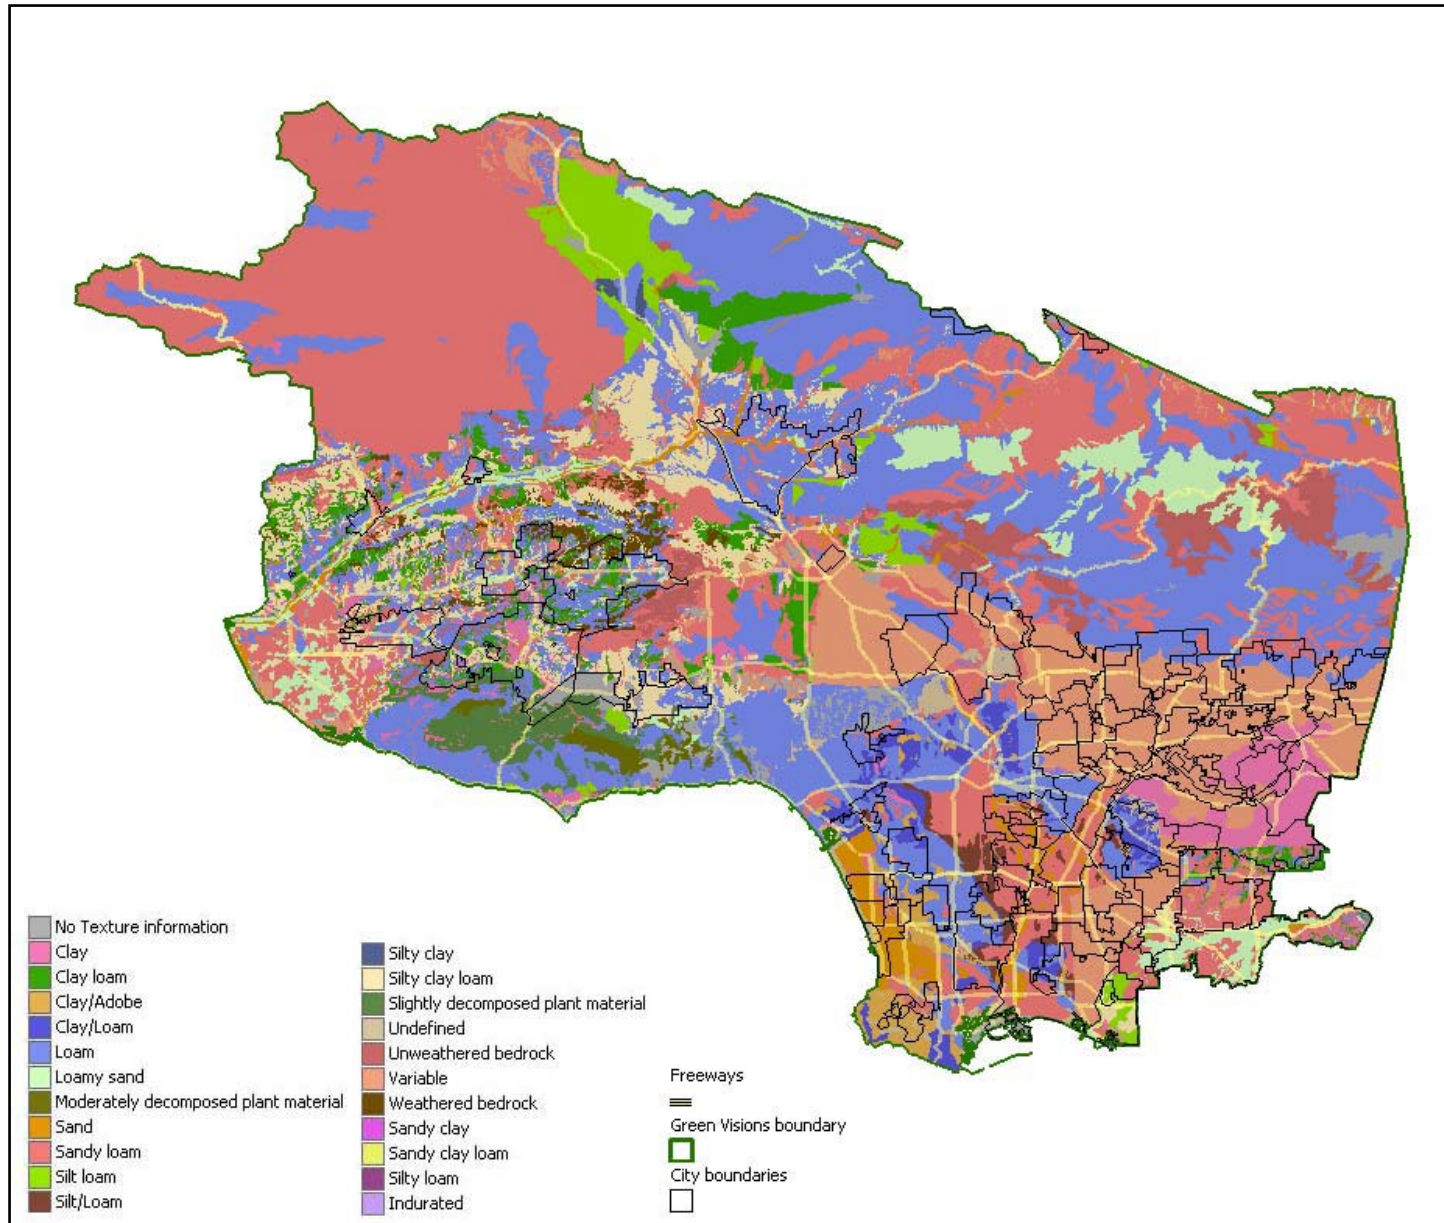 No Texture information
Clay
Clay loam
Clay/Adobe
Clay/Loam
Loam
Loamy sand
Moderately decomposed plant material
Sand
Sandy loam
Silt loam
Silt/Loam
Silty clay
Silty clay loam
Slightly decomposed plant material
Undefined
Unweathered bedrock
Variable
Weathered bedrock
Sandy clay
Sandy clay loam
Silty loam
Indurated
Freeways
Green Visions boundary
City boundaries